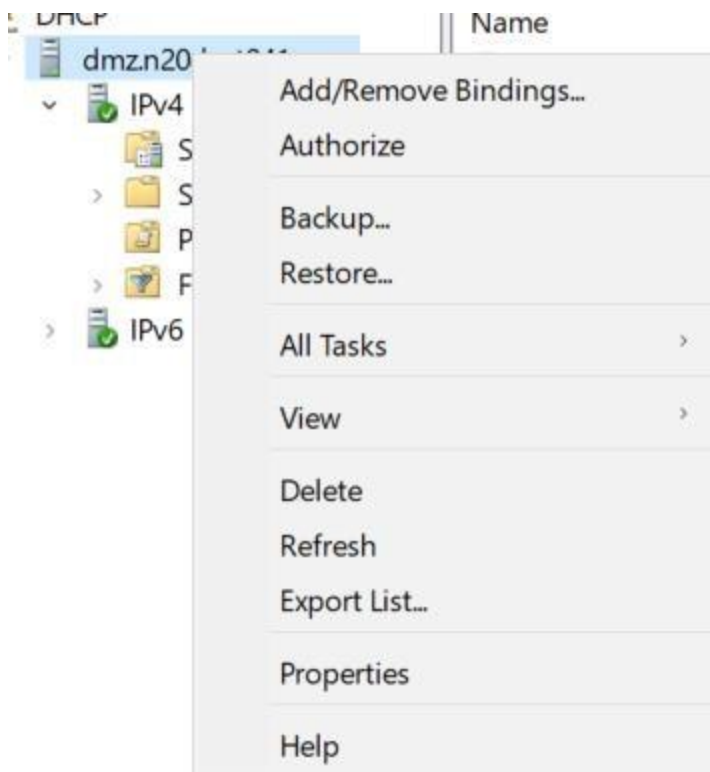 DHCP
Name
dmz.n20
IPv4
S
S
P
F
IPv6
Add/Remove Bindings...
Authorize
Backup...
Restore...
All Tasks
View
Delete
Refresh
Export List...
Properties
Help